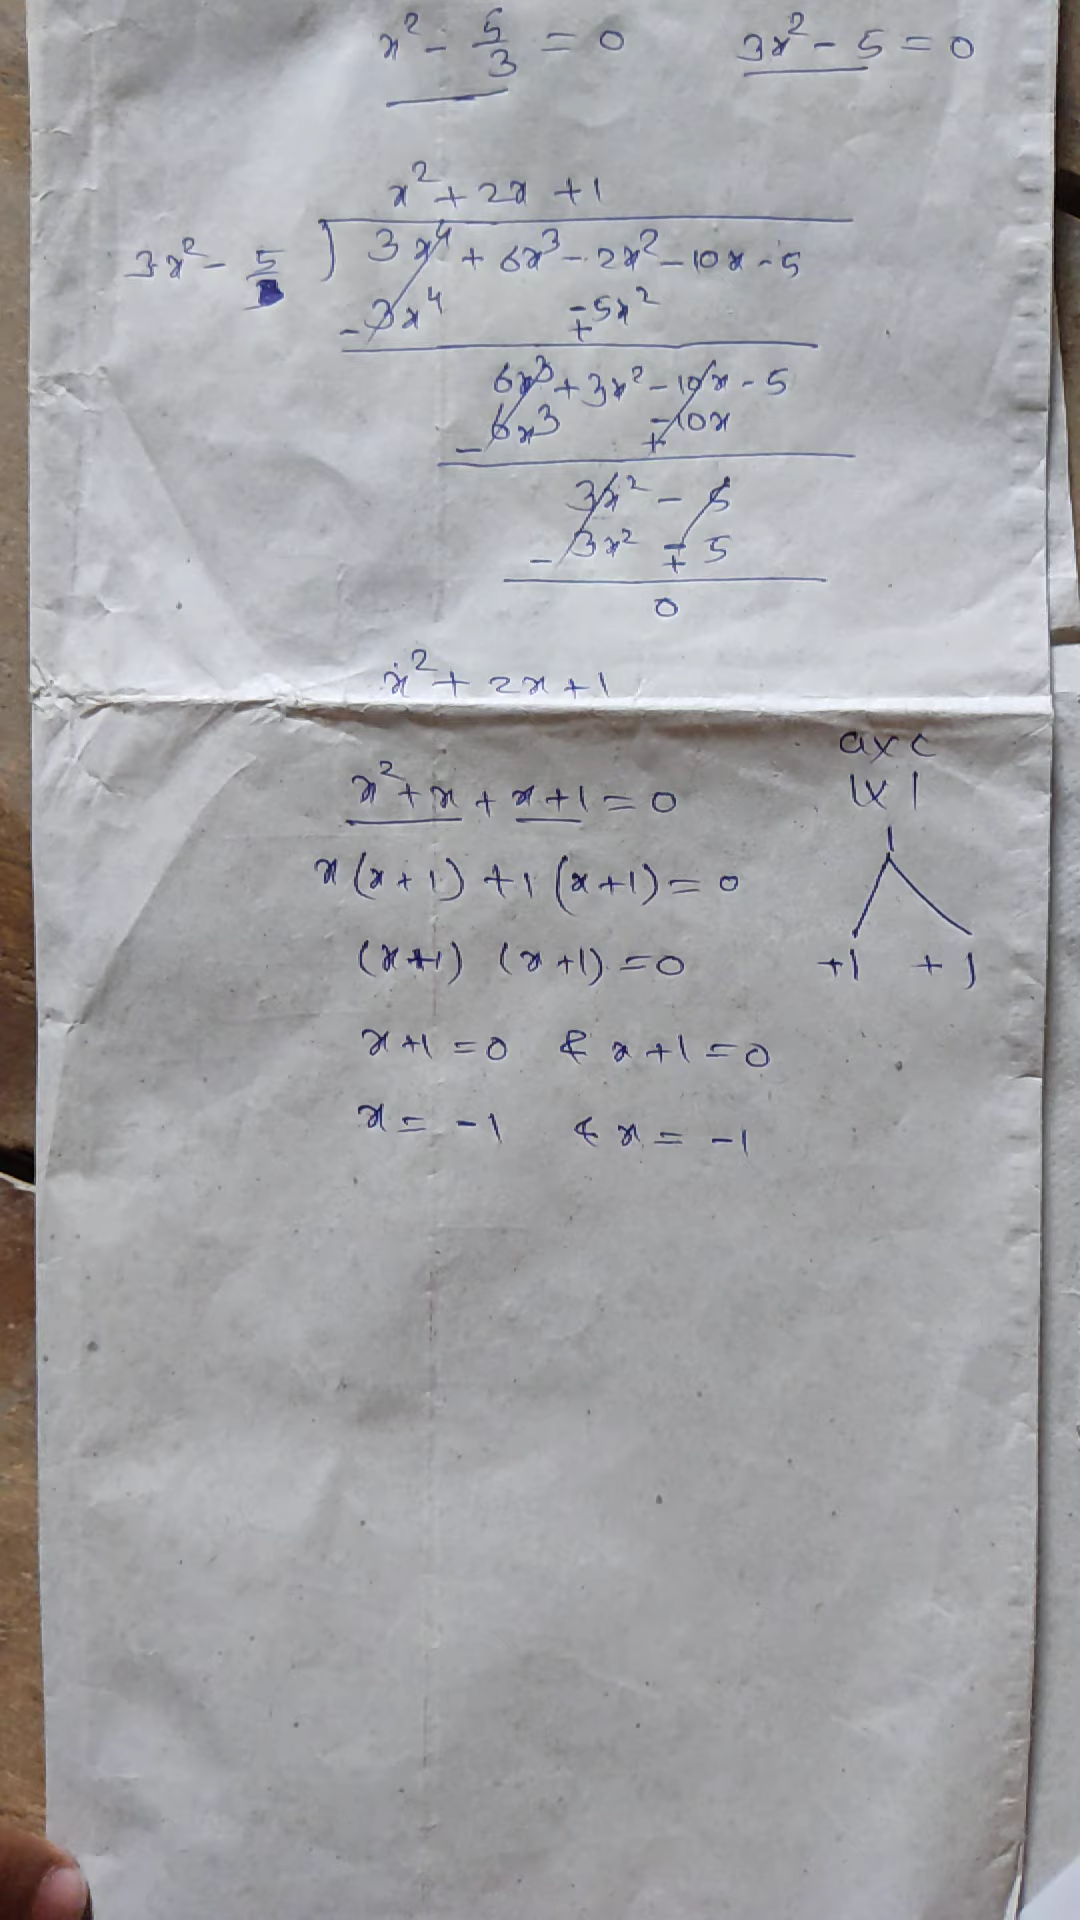 x² - 5/3 = 0    3x² - 5 = 0
x² + 2x + 1
3x² - 5 ) 3x⁴ + 6x³ - 2x² - 10x - 5
- 3x⁴ ∓ 5x²
6x³ + 3x² - 10x - 5
- 6x³ ∓ 10x
3x² - 5
- 3x² ∓ 5
0
x² + 2x + 1
a×c
x² + x + x + 1 = 0    1×1
1
x(x+1) + 1(x+1) = 0
(x+1) (x+1) = 0    +1  +1
x+1 = 0 & x+1 = 0
x = -1 & x = -1